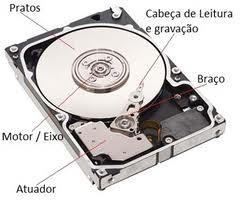 Pratos
Cabeça de Leitura
e gravação
Braço
Motor / Eixo
Atuador